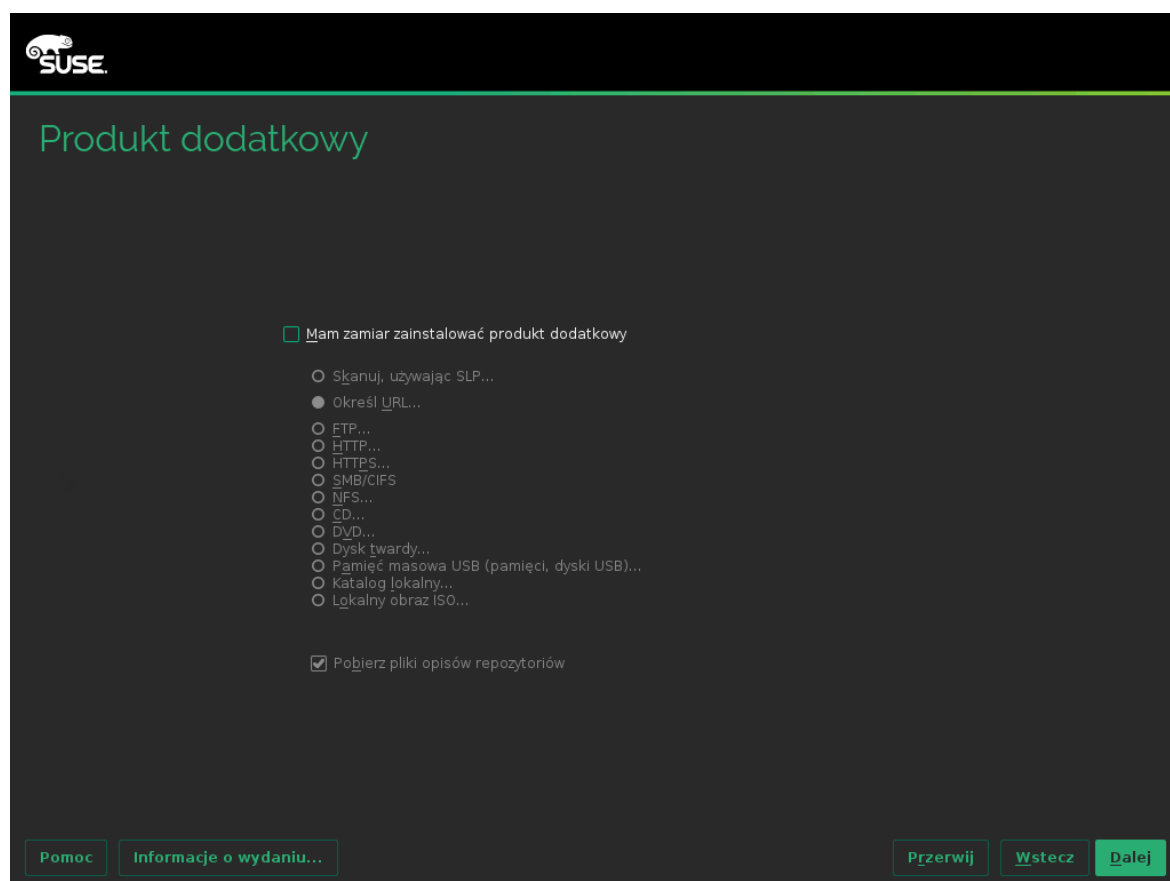 SUSE.
Produkt dodatkowy
Mam zamiar zainstalować produkt dodatkowy
Skanuj, używając SLP...
Określ URL...
FTP...
HTTP...
HTTPS...
SMB/CIFS
NFS...
CD...
DVD...
Dysk twardy...
Pamięć masowa USB (pamięci, dyski USB)...
Katalog lokalny...
Lokalny obraz ISO...
Pobierz pliki opisów repozytoriów
Pomoc Informacje o wydaniu... Przerwij Wstecz Dalej